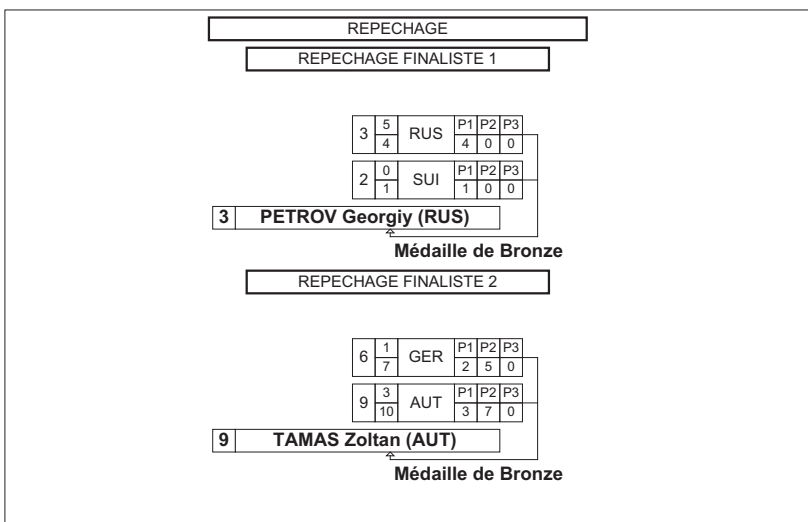 REPECHAGE
REPECHAGE FINALISTE 1
3 5 RUS P1 P2 P3
4 4 0 0
2 0 SUI P1 P2 P3
1 1 0 0
3 PETROV Georgiy (RUS)
Médaille de Bronze
REPECHAGE FINALISTE 2
6 1 GER P1 P2 P3
7 2 5 0
9 3 AUT P1 P2 P3
10 3 7 0
9 TAMAS Zoltan (AUT)
Médaille de Bronze